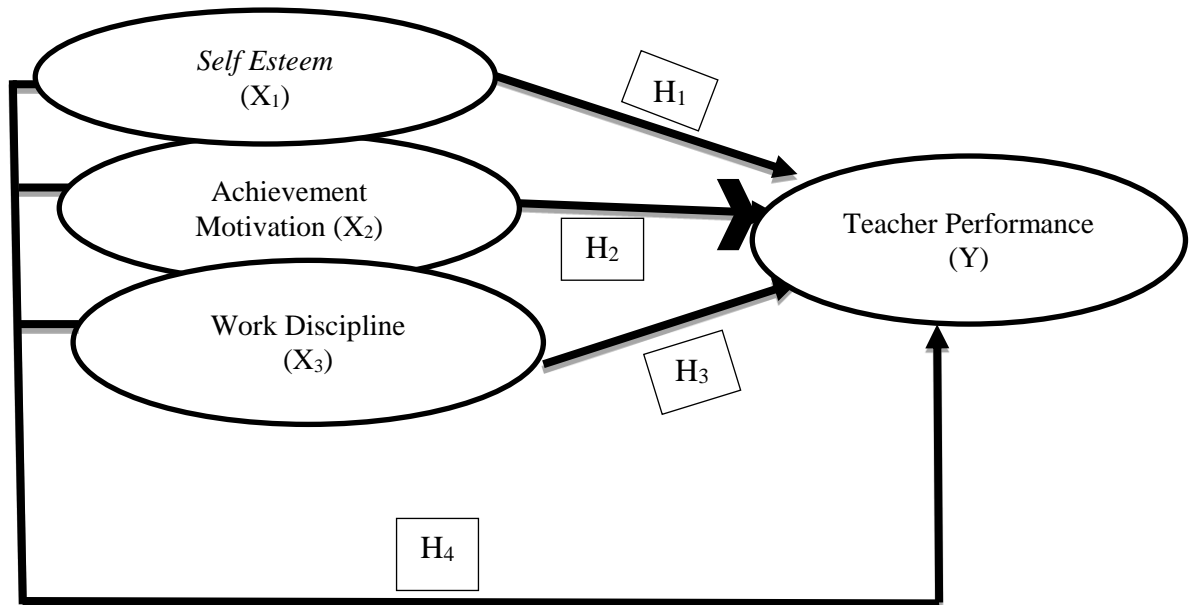 Self Esteem
(X₁)
H₁
Achievement
Motivation (X₂)
H₂
Teacher Performance
(Y)
Work Discipline
(X₃)
H₃
H₄